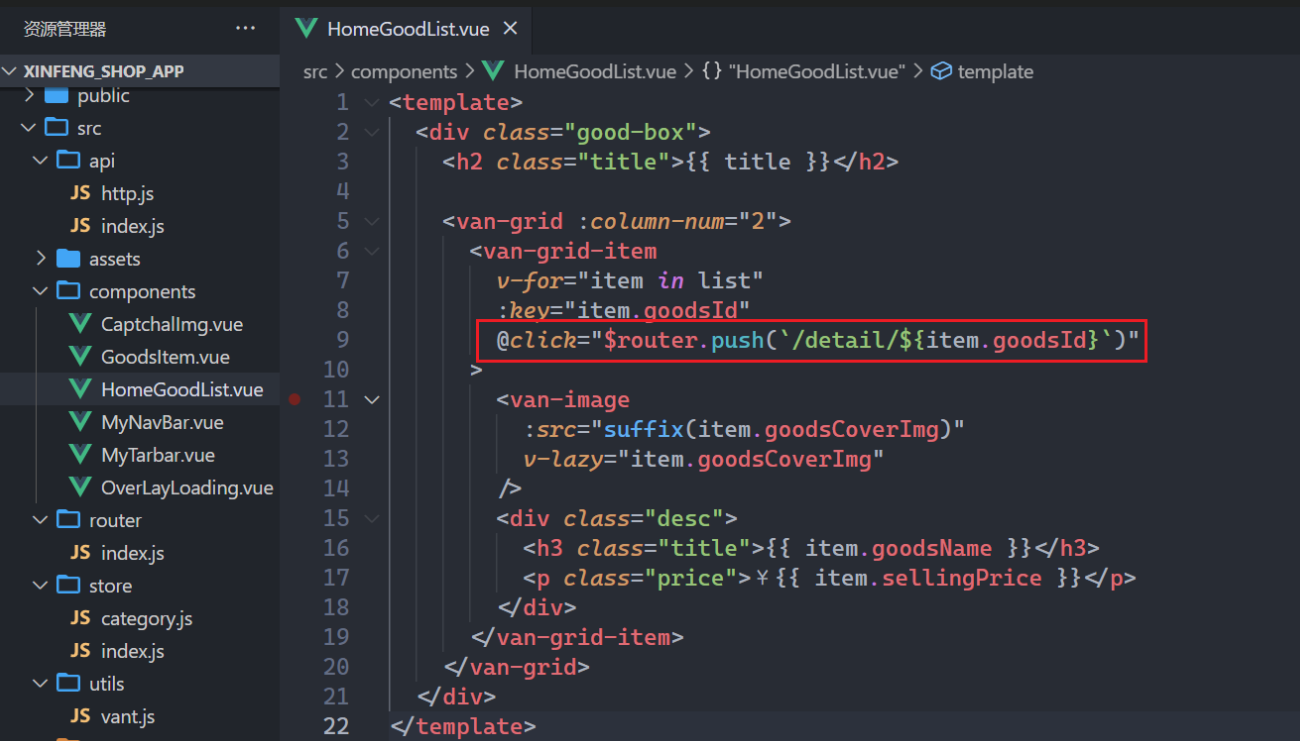 资源管理器 ···
XINFENG_SHOP_APP
public
src
api
JS http.js
JS index.js
assets
components
CaptchaImg.vue
GoodsItem.vue
HomeGoodList.vue
MyNavBar.vue
MyTarbar.vue
OverLayLoading.vue
router
JS index.js
store
JS category.js
JS index.js
utils
JS vant.js
HomeGoodList.vue ×
src > components > HomeGoodList.vue > {} "HomeGoodList.vue" > template
1 <template>
2 <div class="good-box">
3 <h2 class="title">{{ title }}</h2>
4
5 <van-grid :column-num="2">
6 <van-grid-item
7 v-for="item in list"
8 :key="item.goodsId"
9 @click="$router.push(`/detail/${item.goodsId}`)"
10 >
11 <van-image
12 :src="suffix(item.goodsCoverImg)"
13 v-lazy="item.goodsCoverImg"
14 />
15 <div class="desc">
16 <h3 class="title">{{ item.goodsName }}</h3>
17 <p class="price">￥{{ item.sellingPrice }}</p>
18 </div>
19 </van-grid-item>
20 </van-grid>
21 </div>
22 </template>